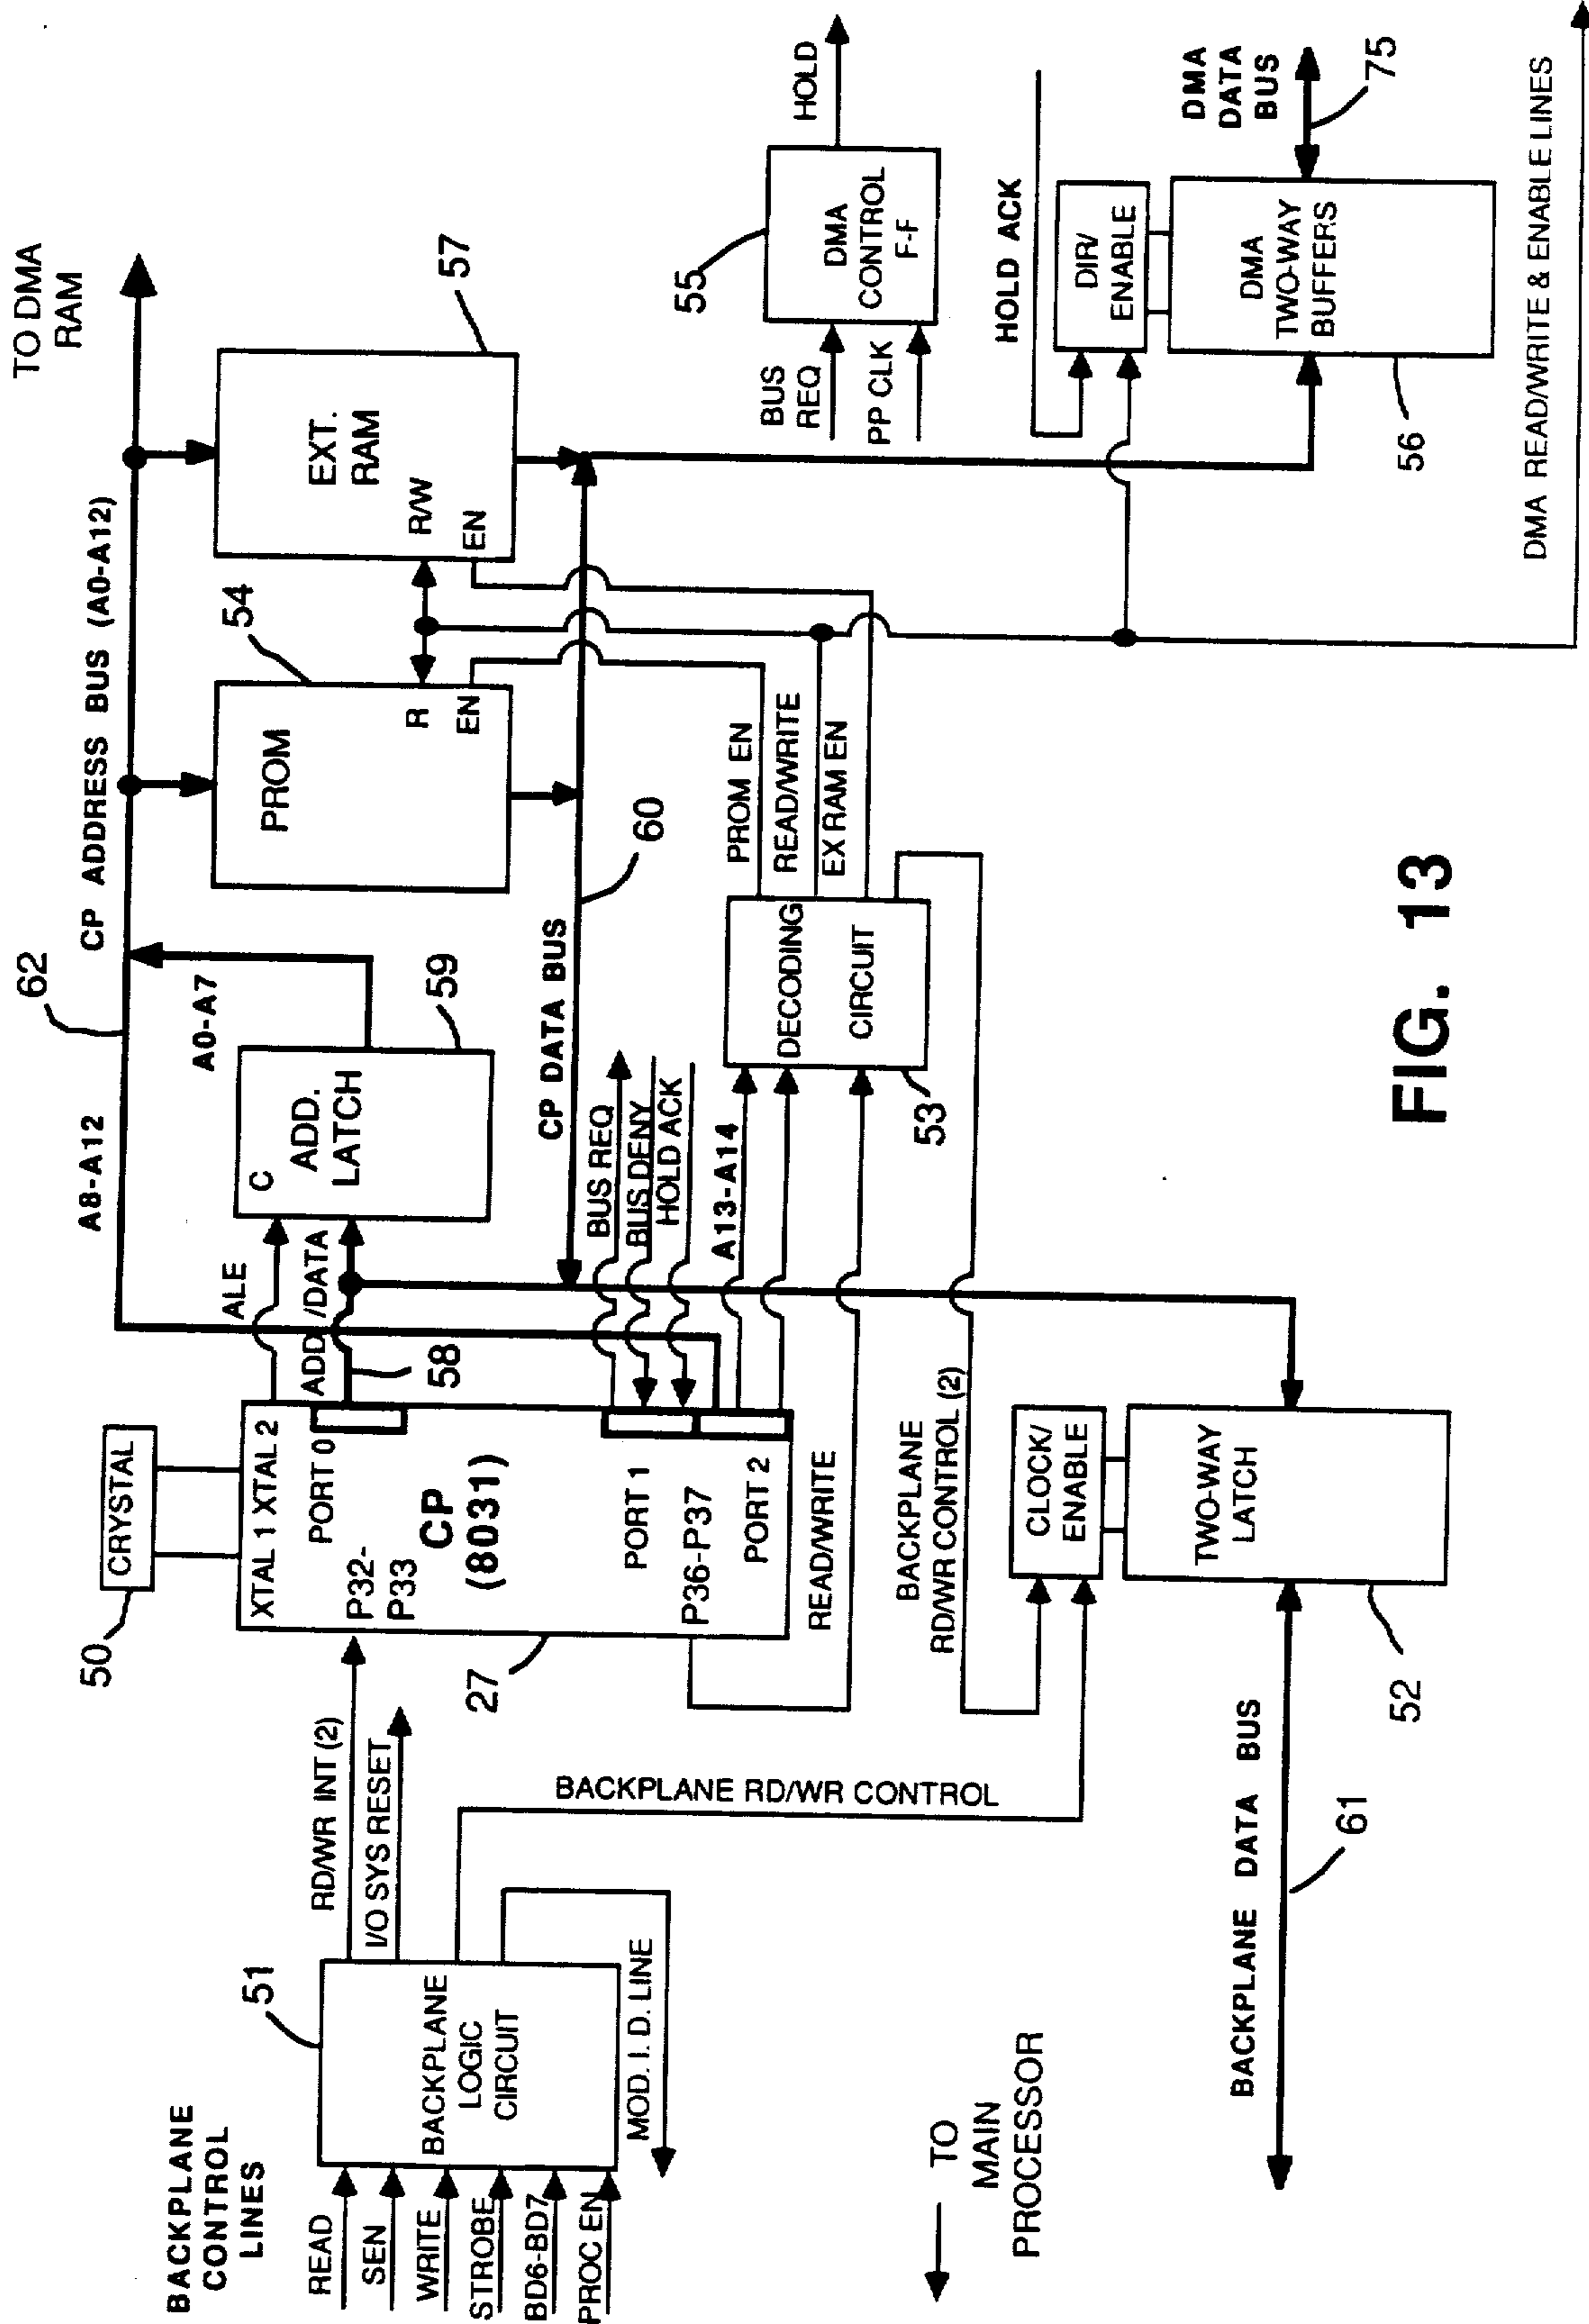 BACKPLANE
CONTROL
LINES
READ
SEN
WRITE
STROBE
BD6-BD7
PROC EN
51
BACKPLANE
LOGIC
CIRCUIT
MOD. I. D. LINE
RD/WR INT (2)
I/O SYS RESET
BACKPLANE RD/WR CONTROL
TO
MAIN
PROCESSOR
BACKPLANE DATA BUS
61
50
CRYSTAL
XTAL 1 XTAL 2
P32-
P33
PORT 0
CP
(8031)
PORT 1
P36-P37
PORT 2
27
READ/WRITE
BACKPLANE
RD/WR CONTROL (2)
CLOCK/
ENABLE
TWO-WAY
LATCH
52
ALE
ADD /DATA
58
A8-A12
62
A0-A7
C
ADD.
LATCH
59
CP DATA BUS
60
BUS REQ
BUS DENY
HOLD ACK
A13-A14
DECODING
CIRCUIT
53
PROM EN
READ/WRITE
EX RAM EN
CP ADDRESS BUS (A0-A12)
PROM
R
EN
54
EXT.
RAM
R/W
EN
57
TO DMA
RAM
55
BUS
REQ
PP CLK
DMA
CONTROL
F-F
HOLD
HOLD ACK
DIR/
ENABLE
DMA
TWO-WAY
BUFFERS
56
DMA
DATA
BUS
75
DMA READ/WRITE & ENABLE LINES
FIG. 13